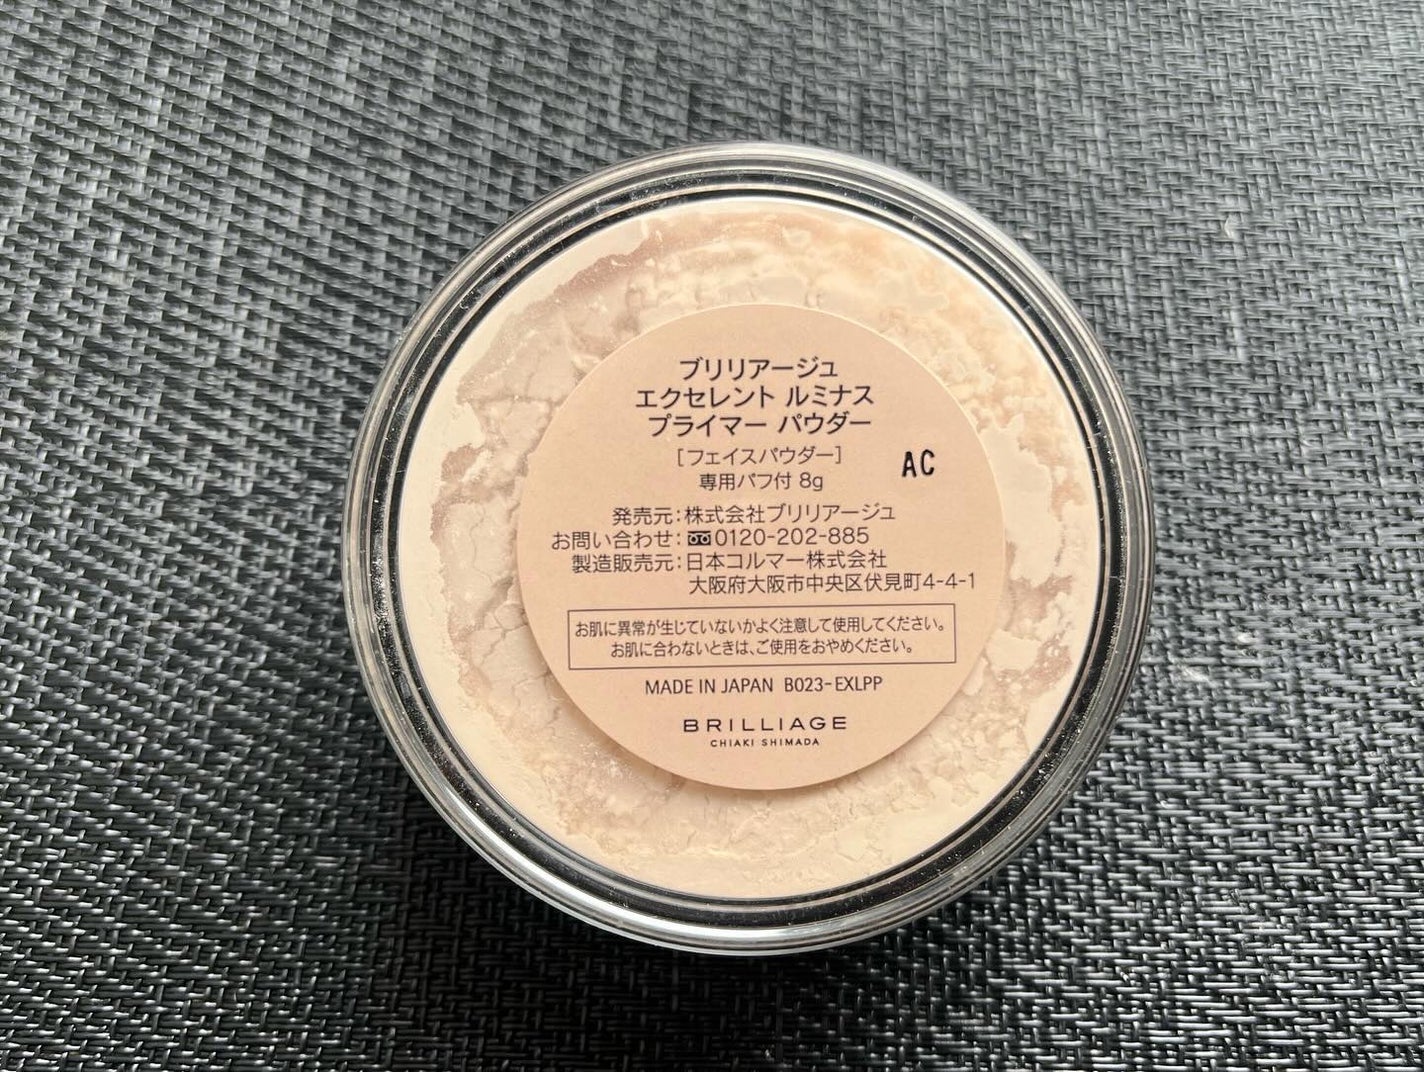 ブリリアージュ
エクセレント ルミナス
プライマー パウダー
[フェイスパウダー]
専用パフ付 8g
AC
発売元:株式会社ブリリアージュ
お問い合わせ:0120-202-885
製造販売元:日本コルマー株式会社
大阪府大阪市中央区伏見町4-4-1
お肌に異常が生じていないかよく注意して使用してください。
お肌に合わないときは、ご使用をおやめください。
MADE IN JAPAN B023-EXLPP
BRILLIAGE
CHIAKI SHIMADA